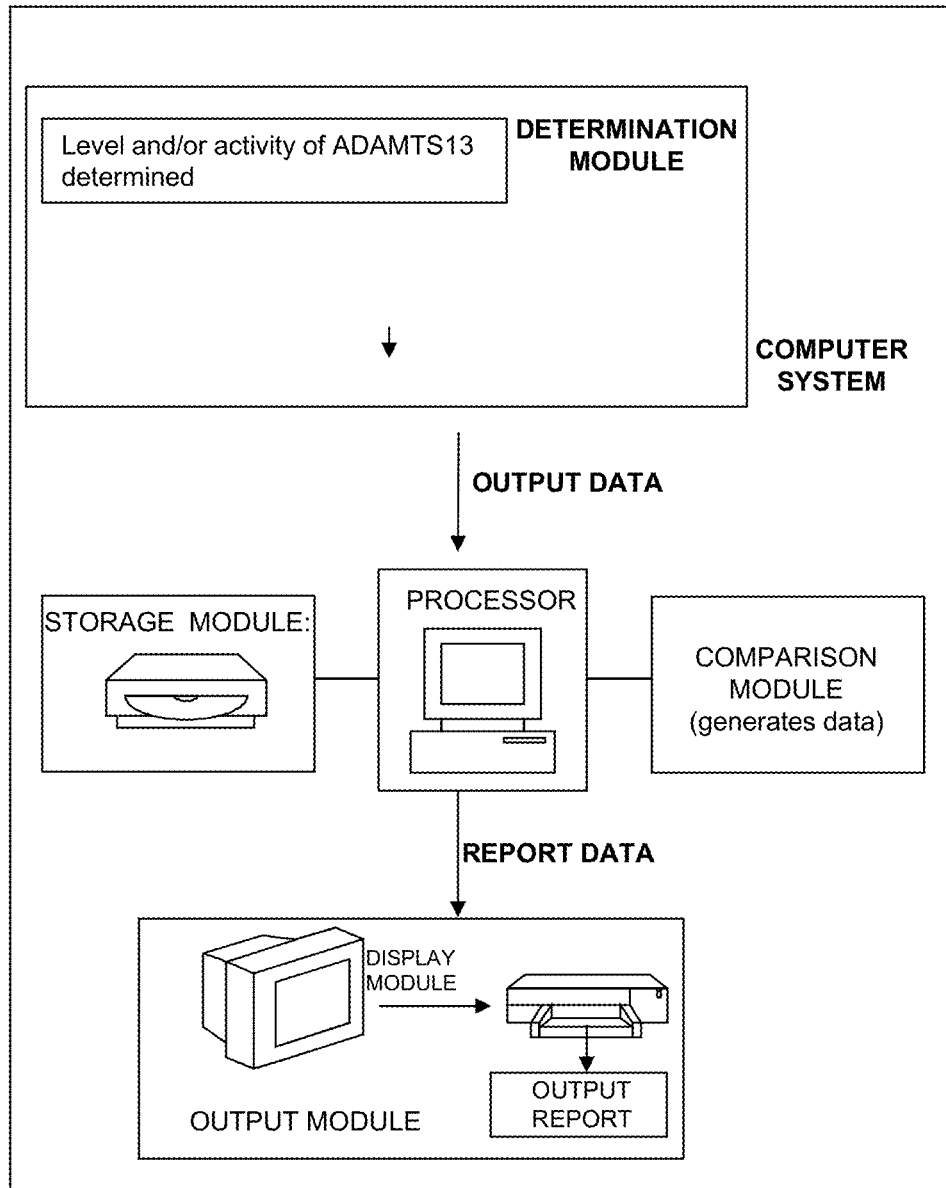 Level and/or activity of ADAMTS13
determined
DETERMINATION
MODULE
COMPUTER
SYSTEM
OUTPUT DATA
STORAGE MODULE:
PROCESSOR
COMPARISON
MODULE
(generates data)
REPORT DATA
DISPLAY
MODULE
OUTPUT MODULE
OUTPUT
REPORT